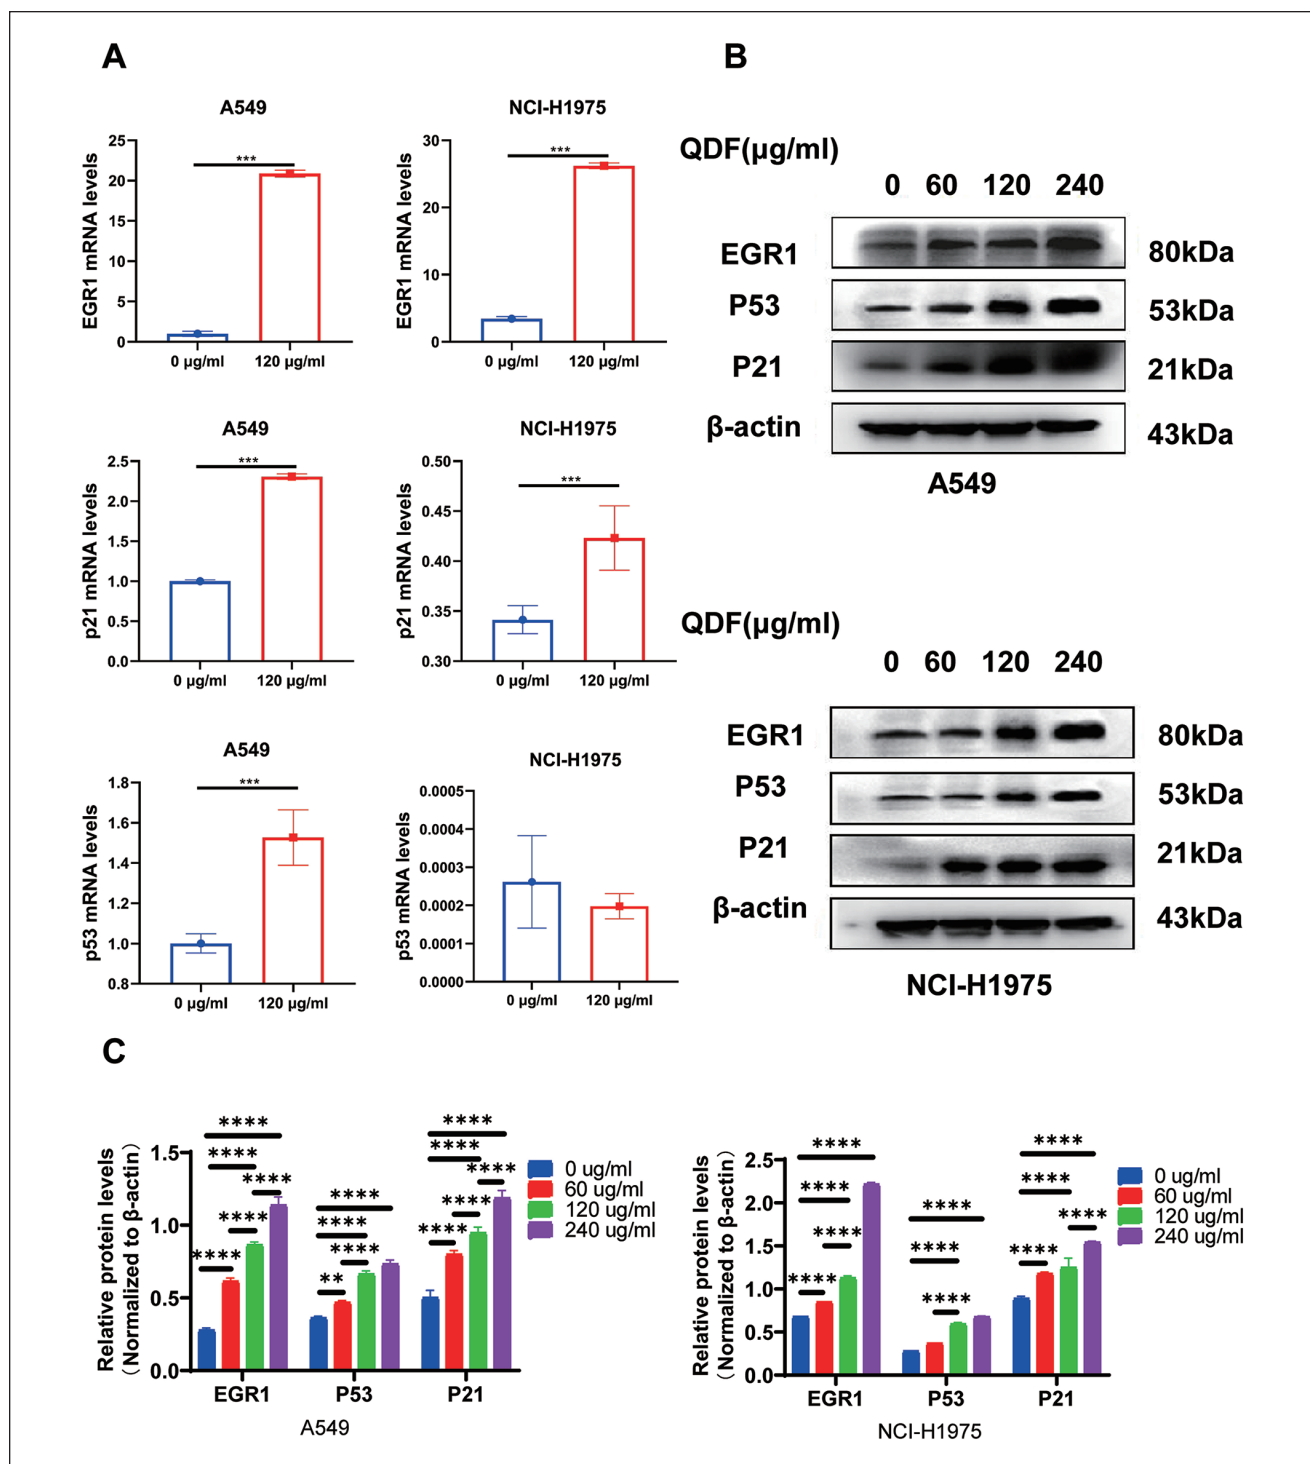 A
B
A549
NCI-H1975
EGR1 mRNA levels
25
20
15
10
5
0
***
0 µg/ml
120 µg/ml
EGR1 mRNA levels
30
20
10
0
***
0 µg/ml
120 µg/ml
A549
NCI-H1975
p21 mRNA levels
2.5
2.0
1.5
1.0
0.5
0.0
***
0 µg/ml
120 µg/ml
p21 mRNA levels
0.50
0.45
0.40
0.35
0.30
***
0 µg/ml
120 µg/ml
A549
NCI-H1975
p53 mRNA levels
1.8
1.6
1.4
1.2
1.0
0.8
***
0 µg/ml
120 µg/ml
p53 mRNA levels
0.0005
0.0004
0.0003
0.0002
0.0001
0.0000
0 µg/ml
120 µg/ml
QDF(µg/ml)
0 60 120 240
EGR1 80kDa
P53 53kDa
P21 21kDa
β-actin 43kDa
A549
QDF(µg/ml)
0 60 120 240
EGR1 80kDa
P53 53kDa
P21 21kDa
β-actin 43kDa
NCI-H1975
C
Relative protein levels
(Normalized to β-actin)
1.5
1.0
0.5
0.0
****
****
****
****
****
****
****
****
**
****
****
****
****
****
0 ug/ml
60 ug/ml
120 ug/ml
240 ug/ml
EGR1 P53 P21
A549
Relative protein levels
(Normalized to β-actin)
2.5
2.0
1.5
1.0
0.5
0.0
****
****
****
****
****
****
****
****
****
****
****
0 ug/ml
60 ug/ml
120 ug/ml
240 ug/ml
EGR1 P53 P21
NCI-H1975